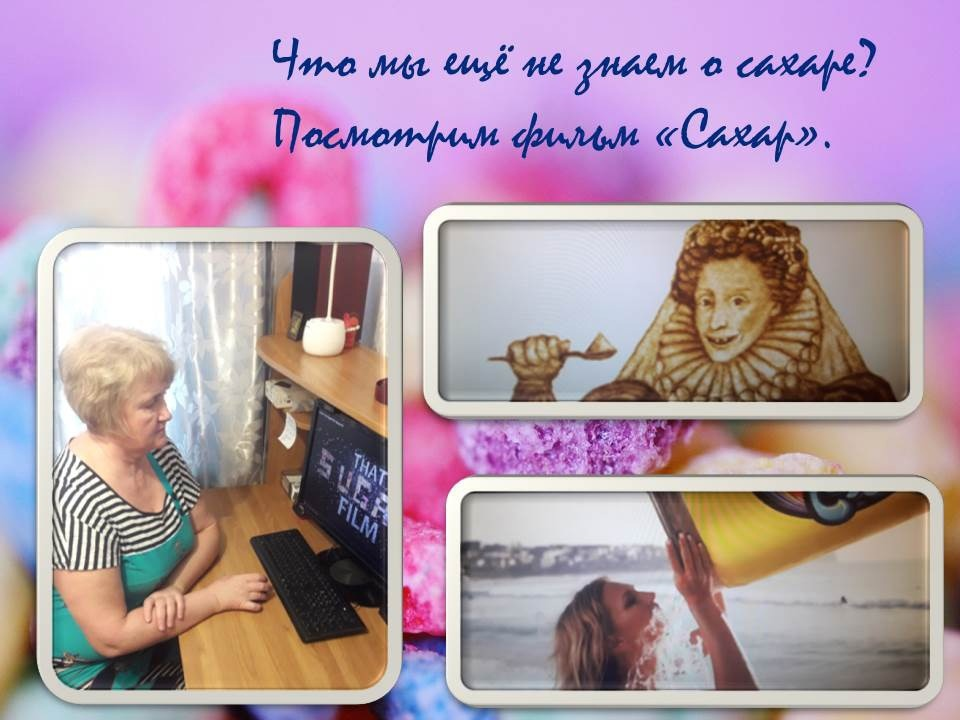 Что мы ещё не знаем о сахаре?
Посмотрим фильм «Сахар».
THAT
SUGAR
FILM